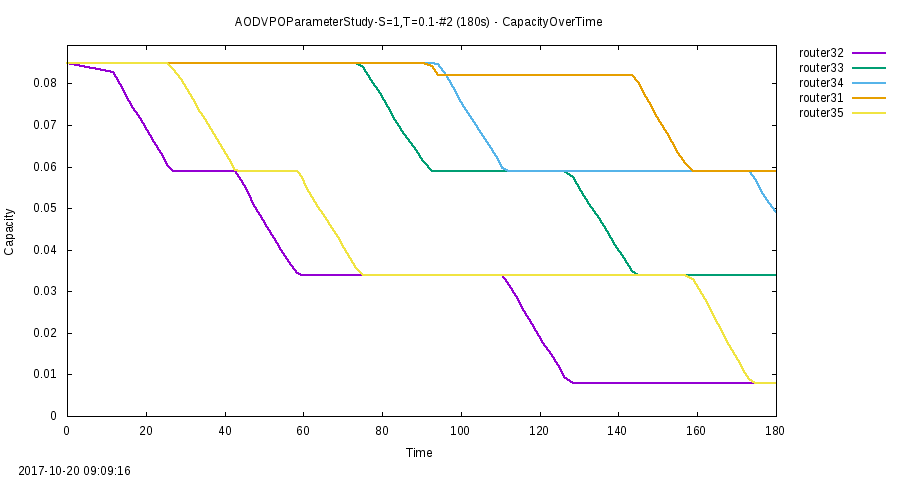 AODVPOParameterStudy-S=1,T=0.1-#2 (180s) - CapacityOverTime
router32
router33
router34
router31
router35
0.08
0.07
0.06
0.05
0.04
0.03
0.02
0.01
0
Capacity
0 20 40 60 80 100 120 140 160 180
Time
2017-10-20 09:09:16